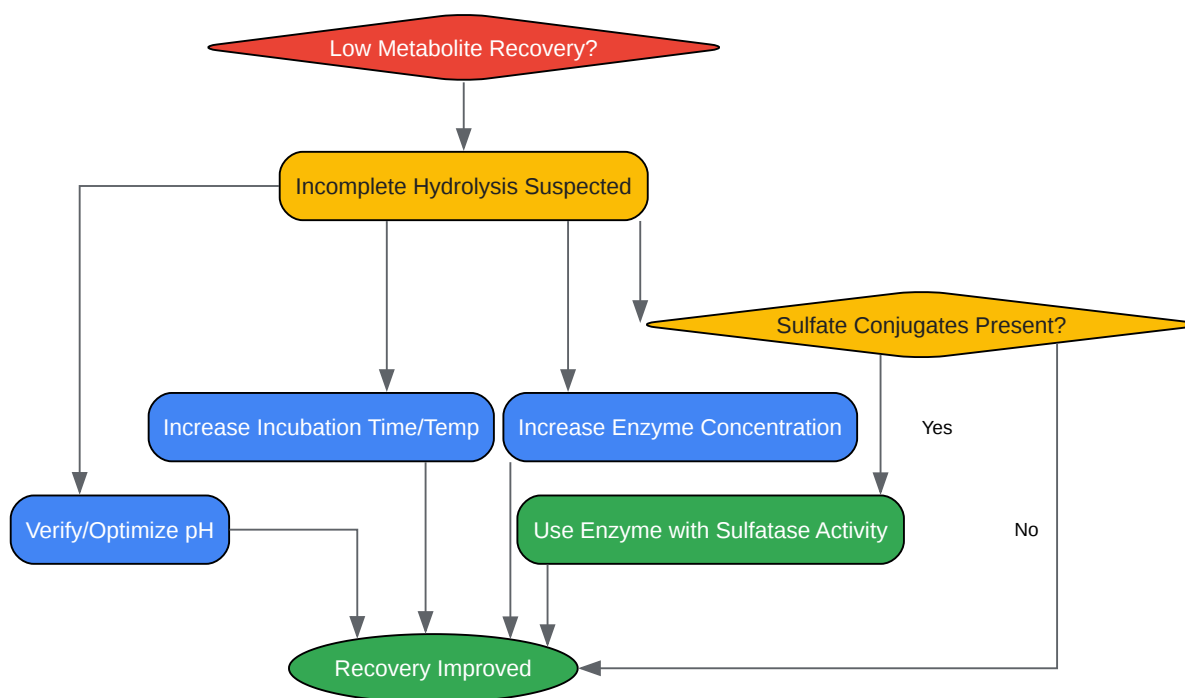 Low Metabolite Recovery?
Incomplete Hydrolysis Suspected
Sulfate Conjugates Present?
Increase Incubation Time/Temp
Increase Enzyme Concentration
Yes
Verify/Optimize pH
Use Enzyme with Sulfatase Activity
No
Recovery Improved